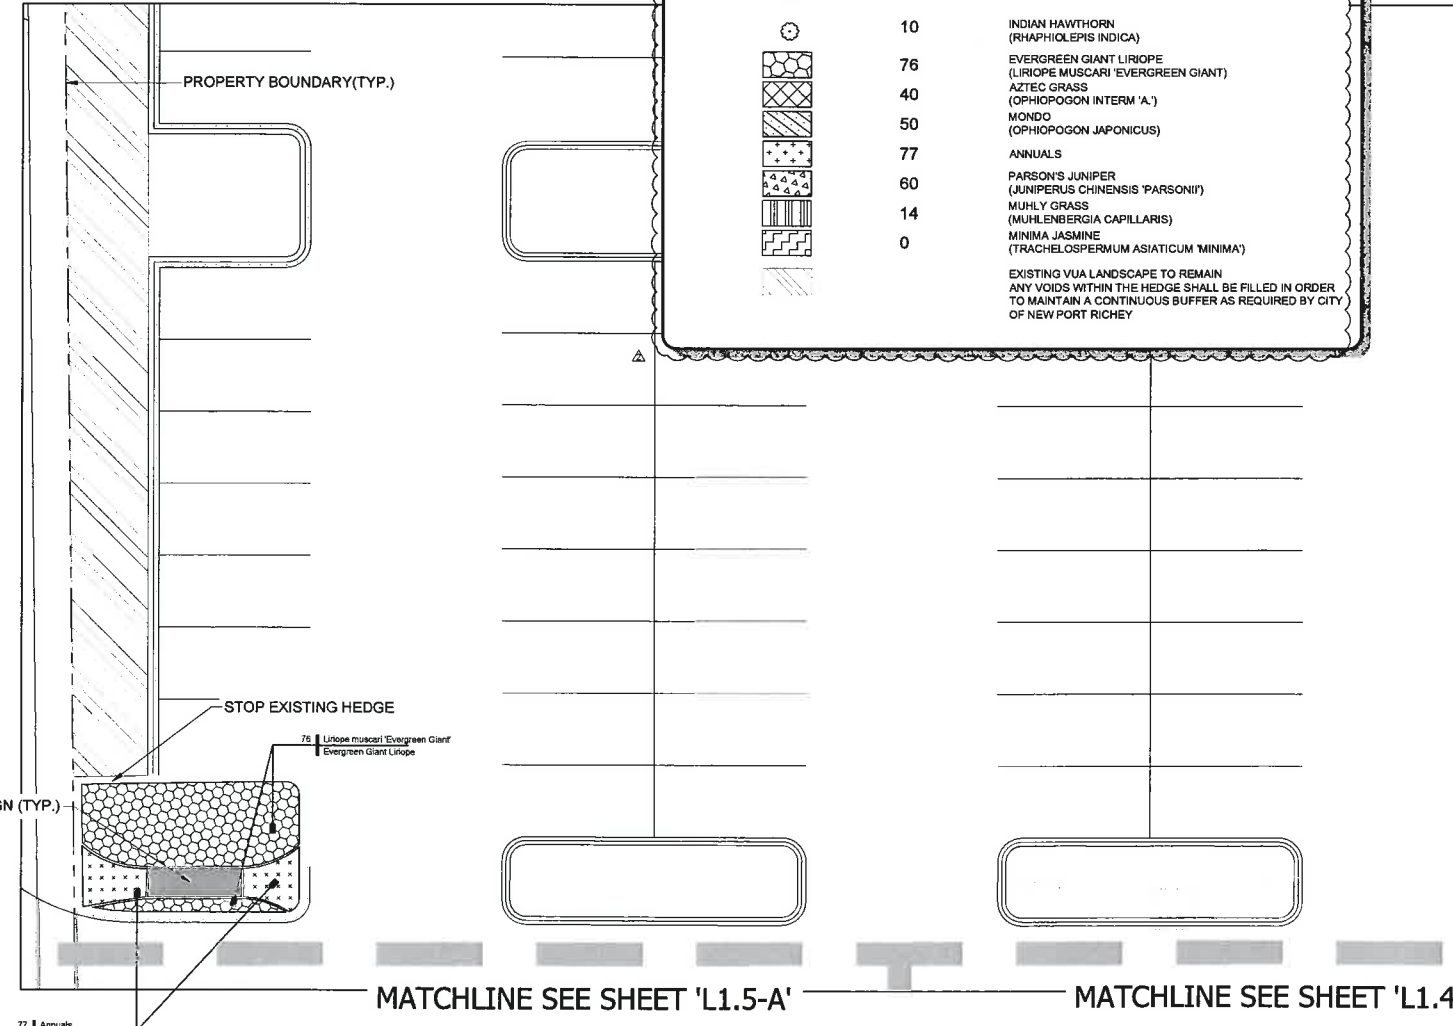 10 INDIAN HAWTHORN
(RHAPHIOLEPIS INDICA)
76 EVERGREEN GIANT LIRIOPE
(LIRIOPE MUSCARI 'EVERGREEN GIANT)
40 AZTEC GRASS
(OPHIOPOGON INTERM 'A.')
50 MONDO
(OPHIOPOGON JAPONICUS)
77 ANNUALS
60 PARSON'S JUNIPER
(JUNIPERUS CHINENSIS 'PARSONII')
14 MUHLY GRASS
(MUHLENBERGIA CAPILLARIS)
0 MINIMA JASMINE
(TRACHELOSPERMUM ASIATICUM 'MINIMA')
EXISTING VUA LANDSCAPE TO REMAIN
ANY VOIDS WITHIN THE HEDGE SHALL BE FILLED IN ORDER
TO MAINTAIN A CONTINUOUS BUFFER AS REQUIRED BY CITY
OF NEW PORT RICHEY
PROPERTY BOUNDARY(TYP.)
2
STOP EXISTING HEDGE
76 Liriope muscari 'Evergreen Giant'
Evergreen Giant Liriope
GN (TYP.)
MATCHLINE SEE SHEET 'L1.5-A'
MATCHLINE SEE SHEET 'L1.4
77 Annuals